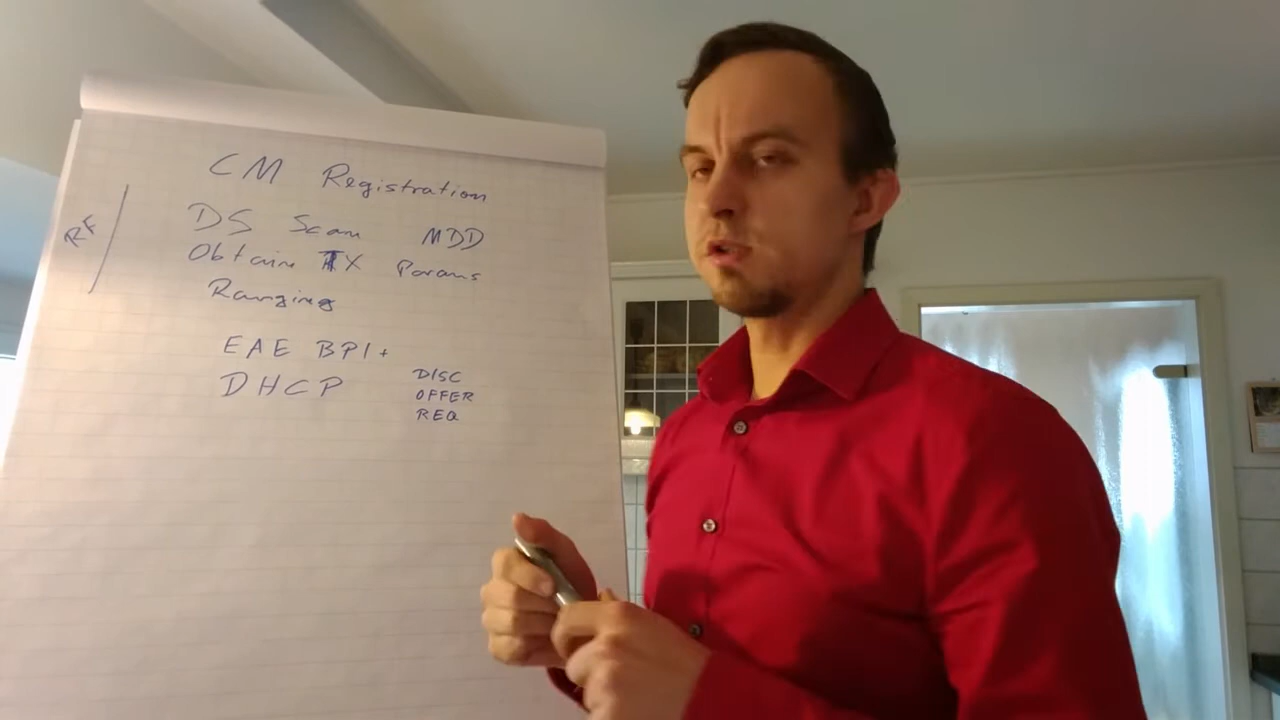 CM Registration
RF
DS Scan MDD
Obtain TX Params
Ranging
EAE BPI+
DHCP DISC
OFFER
REQ